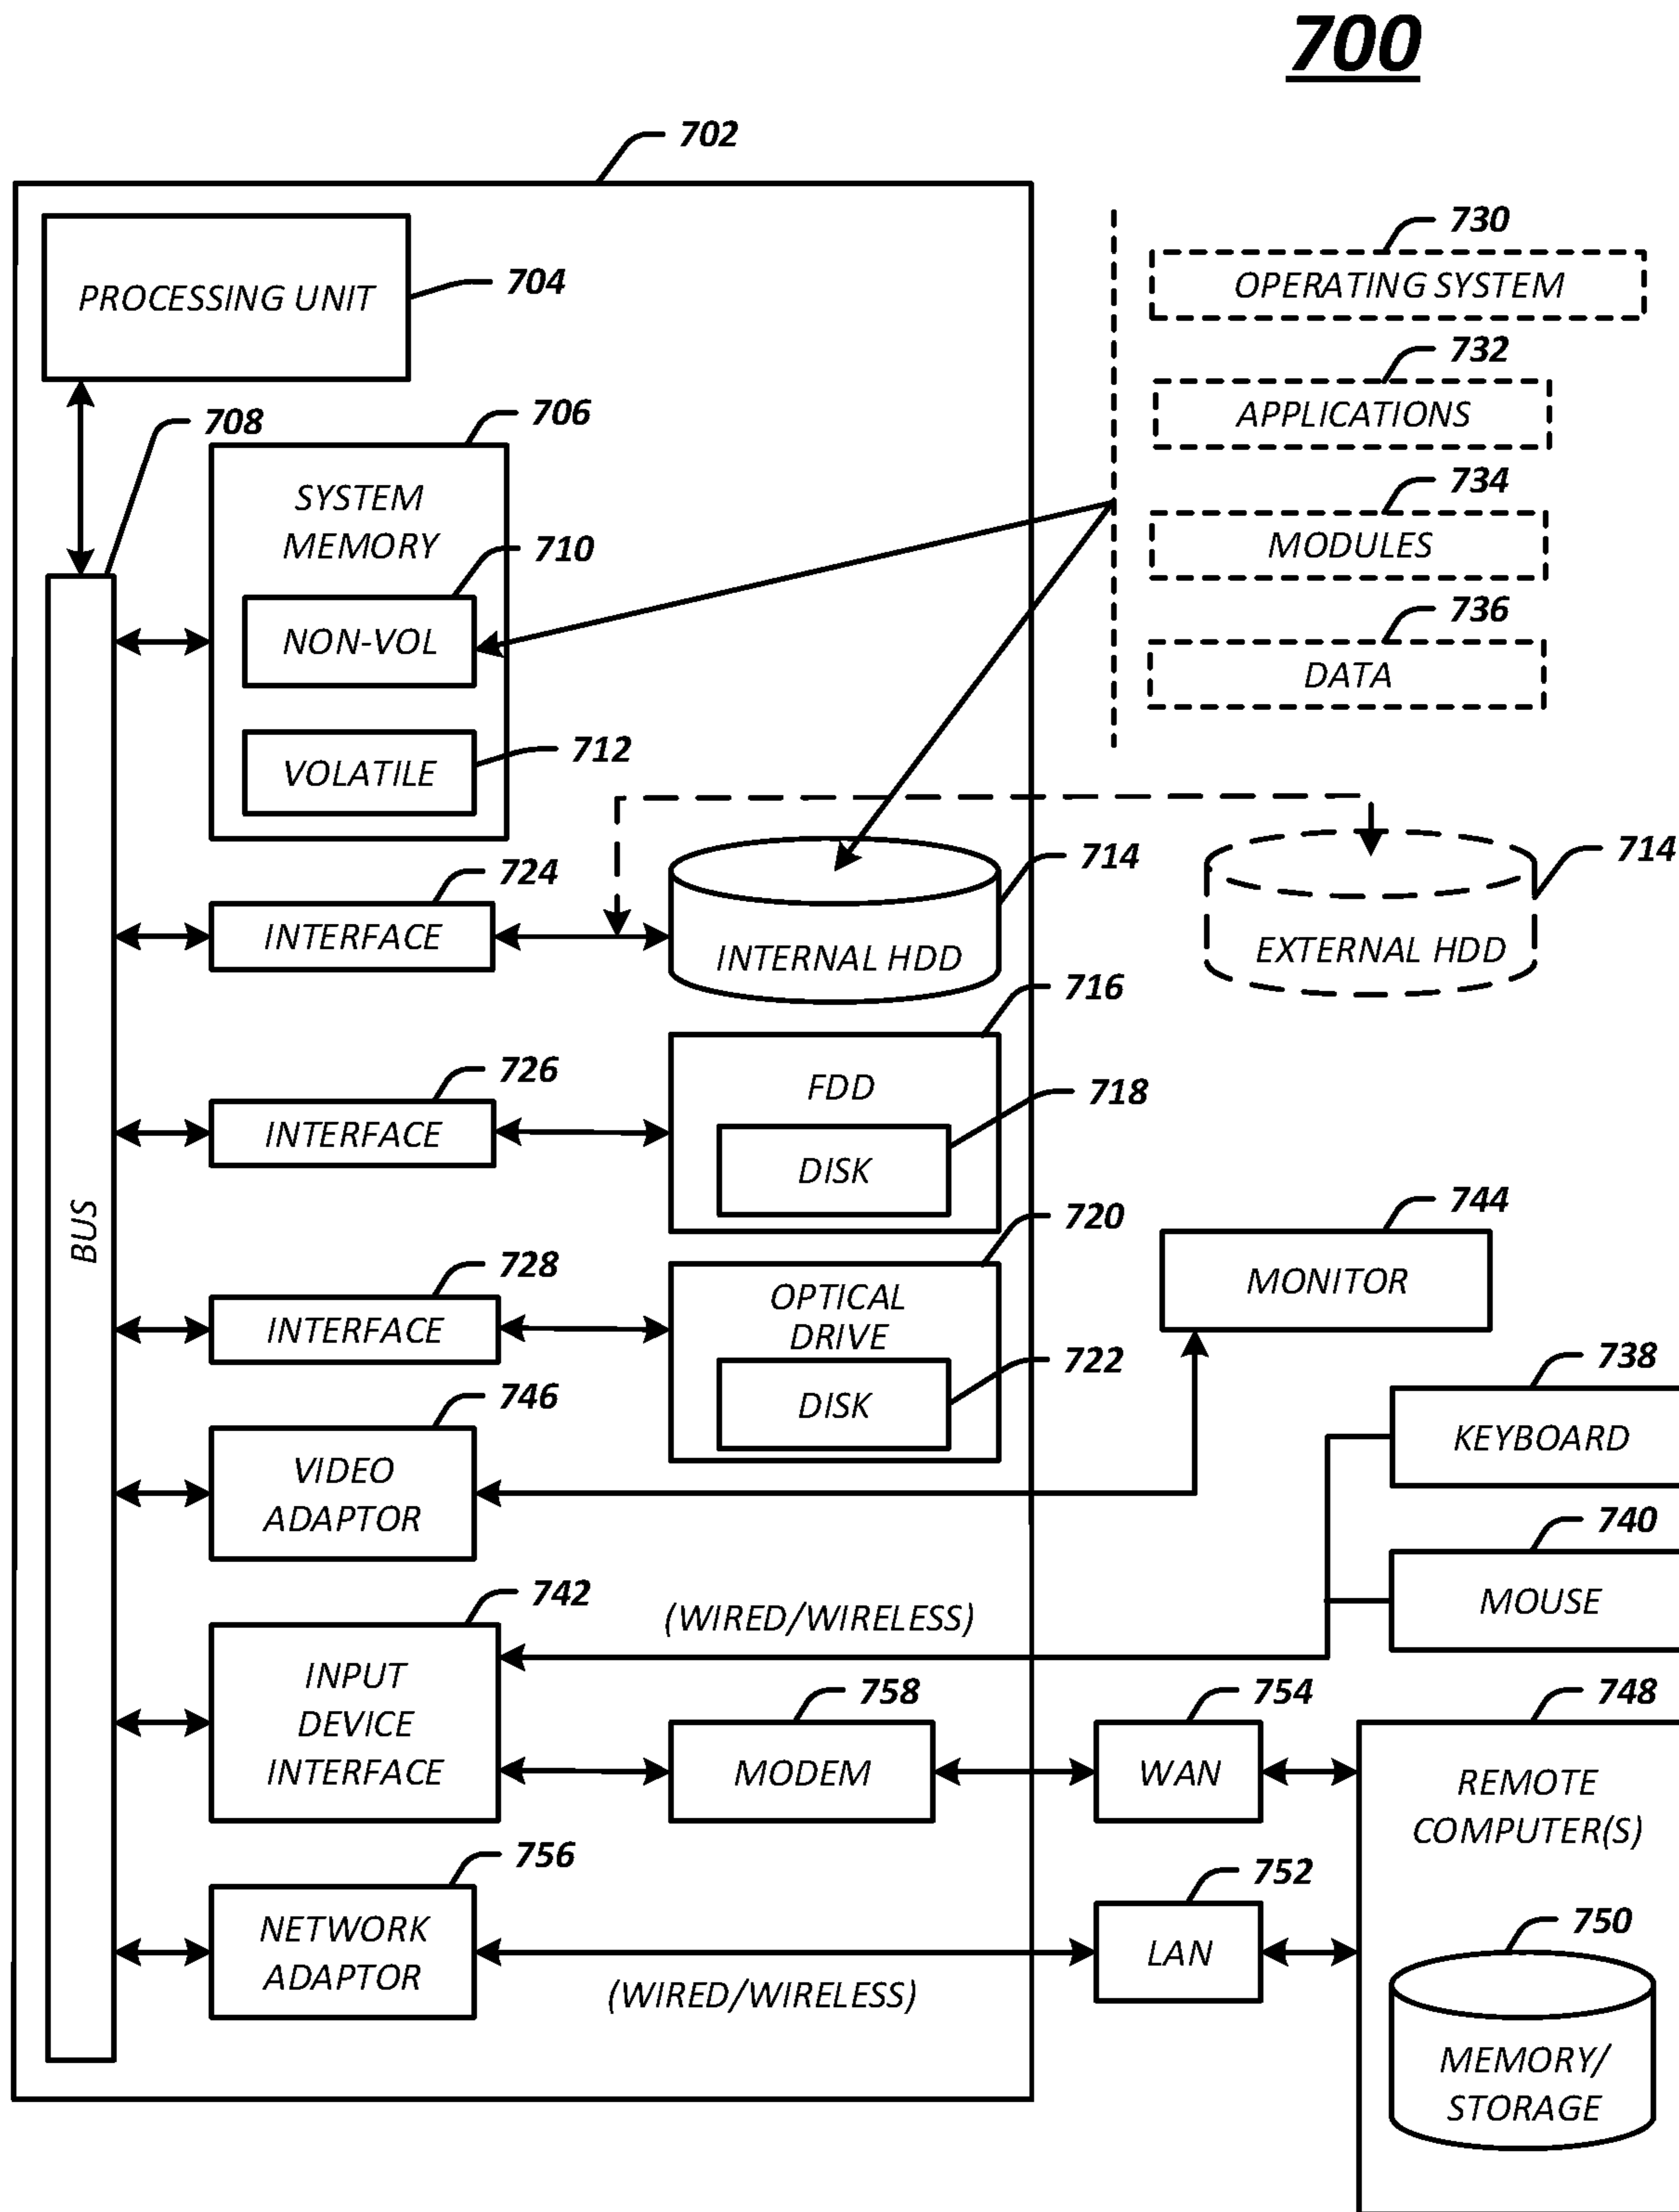 700
702
PROCESSING UNIT
704
730
OPERATING SYSTEM
732
APPLICATIONS
734
MODULES
736
DATA
708
706
SYSTEM
MEMORY
710
NON-VOL
712
VOLATILE
BUS
724
INTERFACE
714
INTERNAL HDD
714
EXTERNAL HDD
726
INTERFACE
716
FDD
718
DISK
728
INTERFACE
720
OPTICAL
DRIVE
722
DISK
744
MONITOR
746
VIDEO
ADAPTOR
738
KEYBOARD
740
MOUSE
742
INPUT
DEVICE
INTERFACE
(WIRED/WIRELESS)
758
MODEM
754
WAN
748
REMOTE
COMPUTER(S)
756
NETWORK
ADAPTOR
(WIRED/WIRELESS)
752
LAN
750
MEMORY/
STORAGE